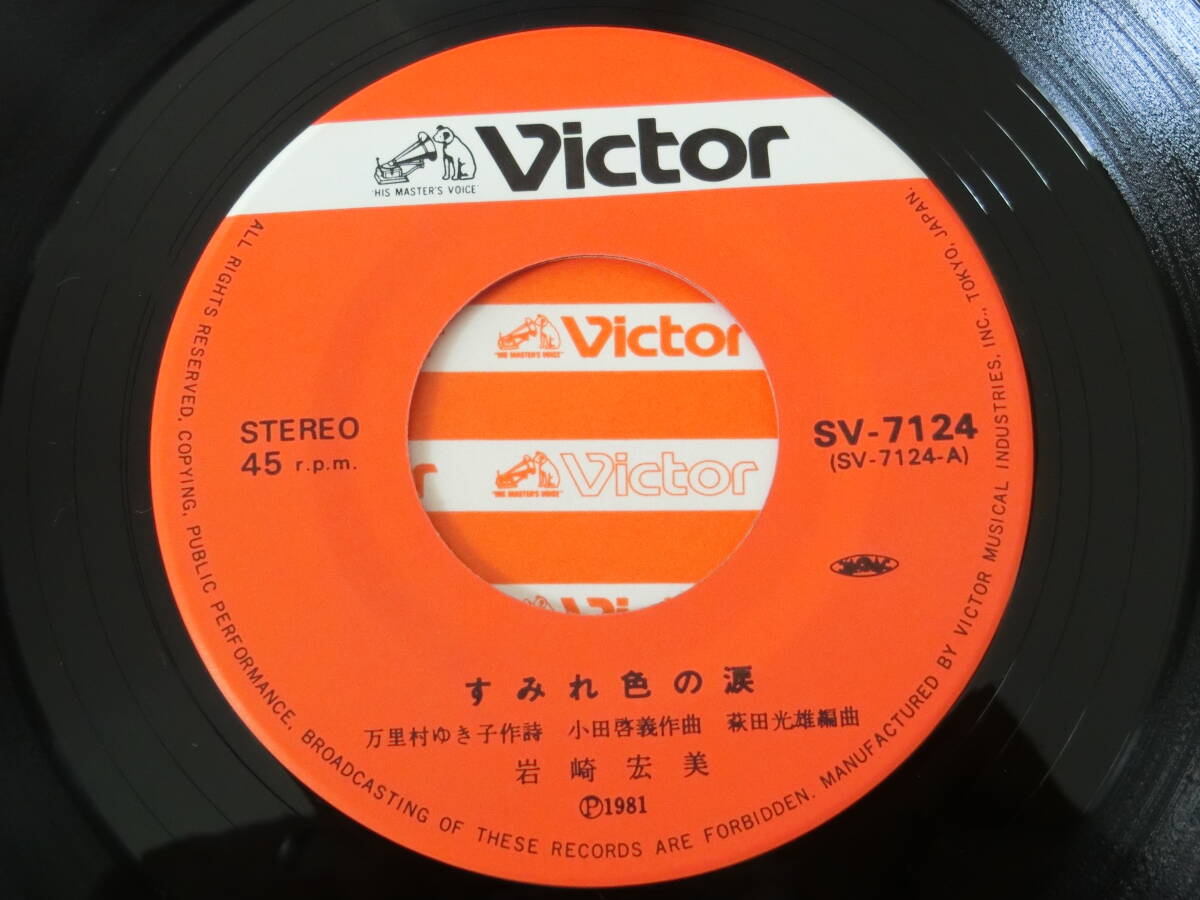 Victor
'HIS MASTER'S VOICE'
Victor
"HIS MASTER'S VOICE"
Victor
"HIS MASTER'S VOICE"
STEREO
45 r.p.m.
SV-7124
(SV-7124-A)
すみれ色の涙
万里村ゆき子作詩 小田啓義作曲 萩田光雄編曲
岩崎宏美
Ⓟ1981
ALL RIGHTS RESERVED, COPYING, PUBLIC PERFORMANCE, BROADCASTING OF THESE RECORDS ARE FORBIDDEN. MANUFACTURED BY VICTOR MUSICAL INDUSTRIES, INC., TOKYO, JAPAN.